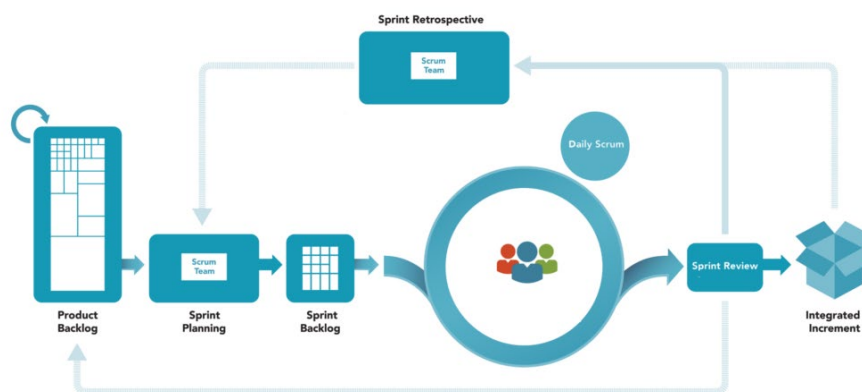 Sprint Retrospective
Scrum
Team
Daily Scrum
Scrum
Team
Sprint Review
Product
Backlog
Sprint
Planning
Sprint
Backlog
Integrated
Increment